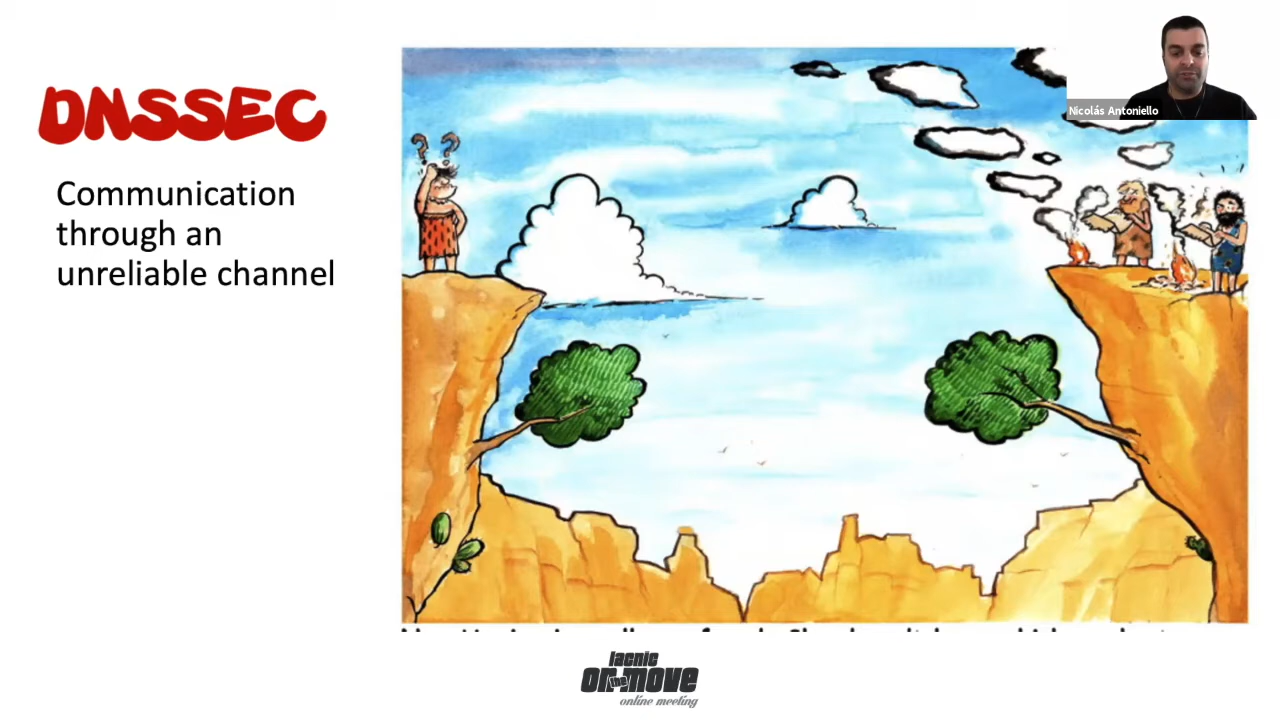 DNSSEC
Communication
through an
unreliable channel
Nicolás Antoniello
? ?
lacnic
on the move
online meeting